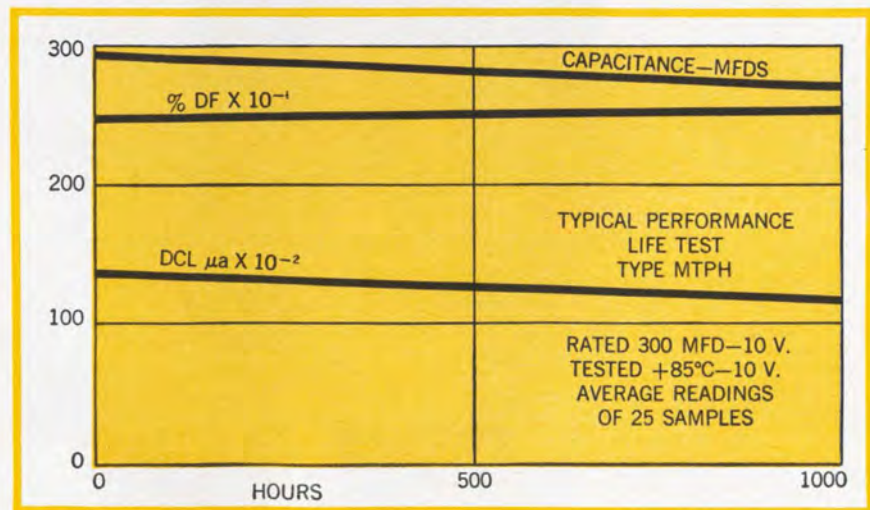 300
CAPACITANCE—MFDS
% DF X 10⁻¹
200
TYPICAL PERFORMANCE
LIFE TEST
TYPE MTPH
DCL µa X 10⁻²
100
RATED 300 MFD—10 V.
TESTED +85°C—10 V.
AVERAGE READINGS
OF 25 SAMPLES
0
0 500 1000
HOURS